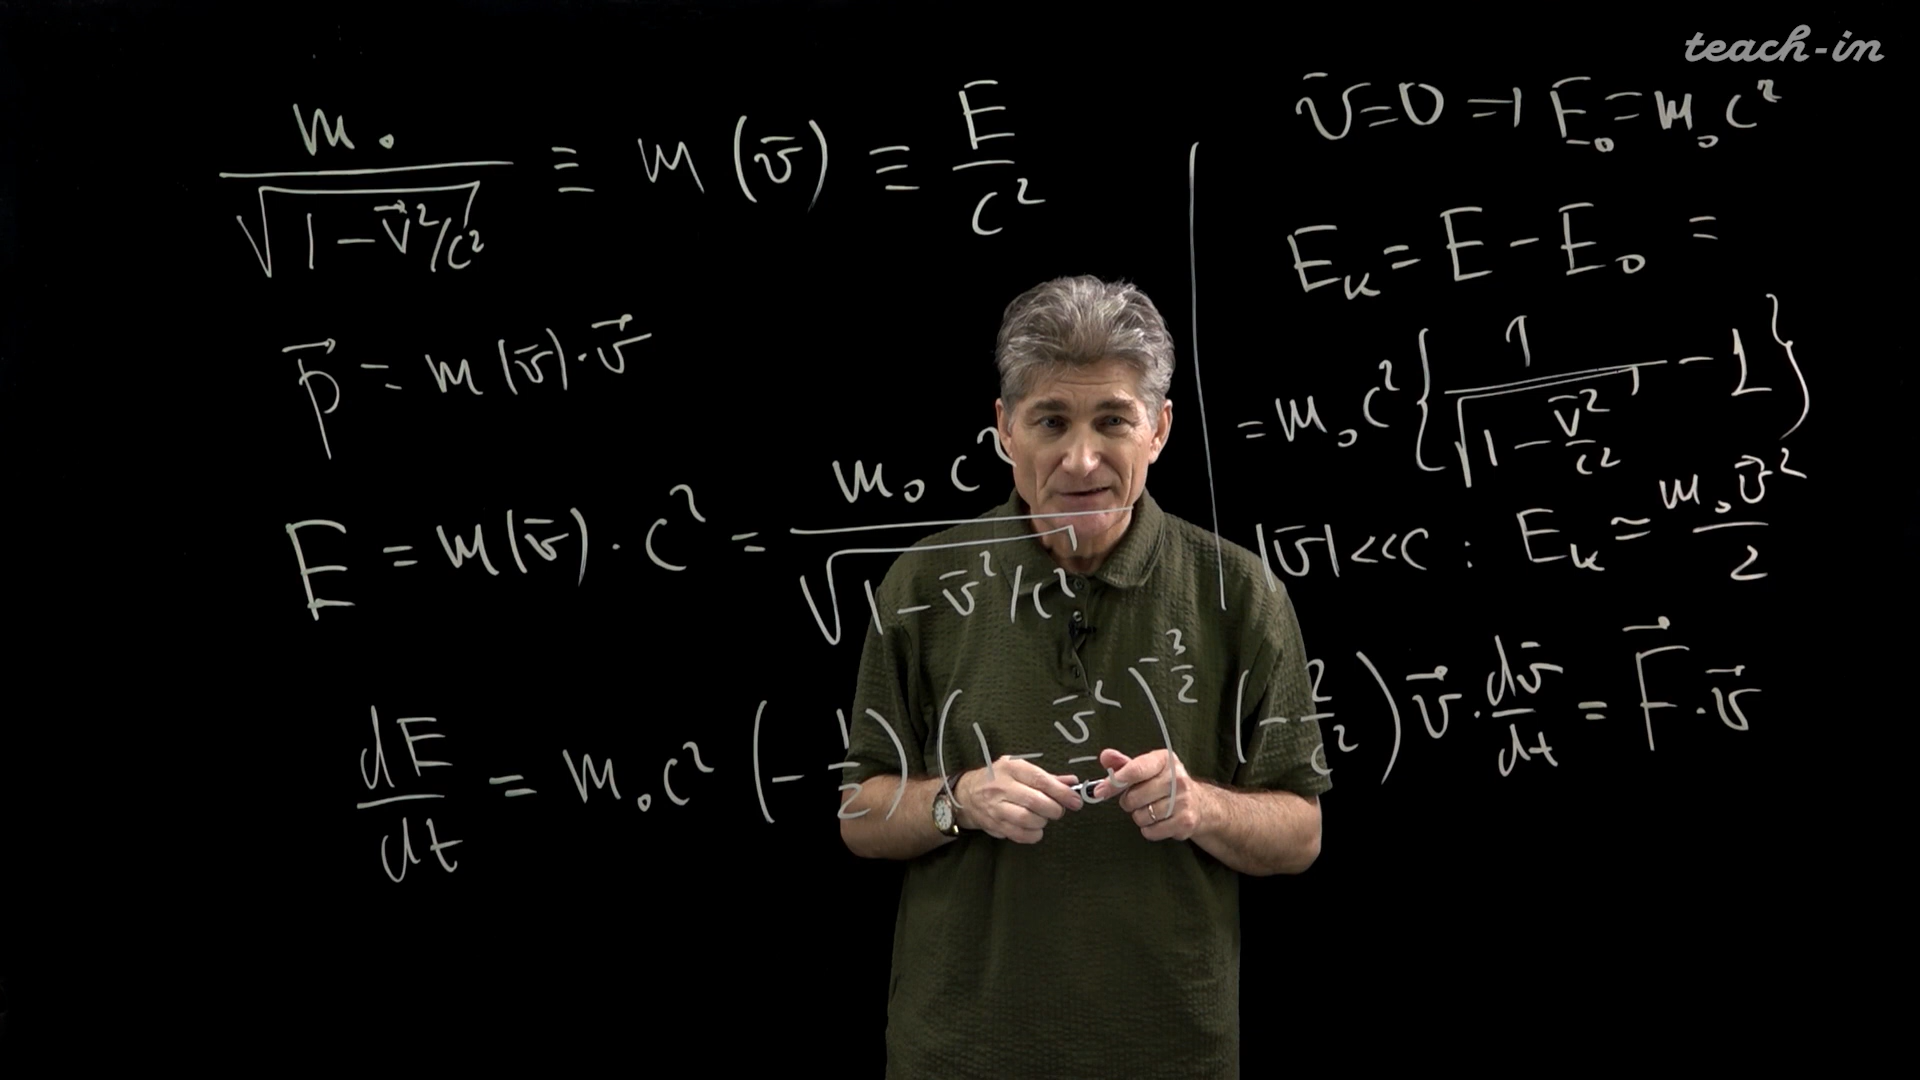 teach-in
m₀ / √(1 − v⃗²/c²) ≡ m(v̄) ≡ E / c²
p⃗ = m(v̄) · v⃗
E = m(v̄) · c² = m₀c² / √(1 − v̄²/c²)
dE/dt = m₀c² (−1/2) (1 − v̄²/c²)^(−3/2) (−2/c²) v⃗ · dv̄/dt = F⃗ · v⃗
v̄ = 0 ⇒ E₀ = m₀c²
Eₖ = E − E₀ =
= m₀c² { 1 / √(1 − v̄²/c²) − 1 }
|v̄| << c : Eₖ ≃ m₀v̄² / 2